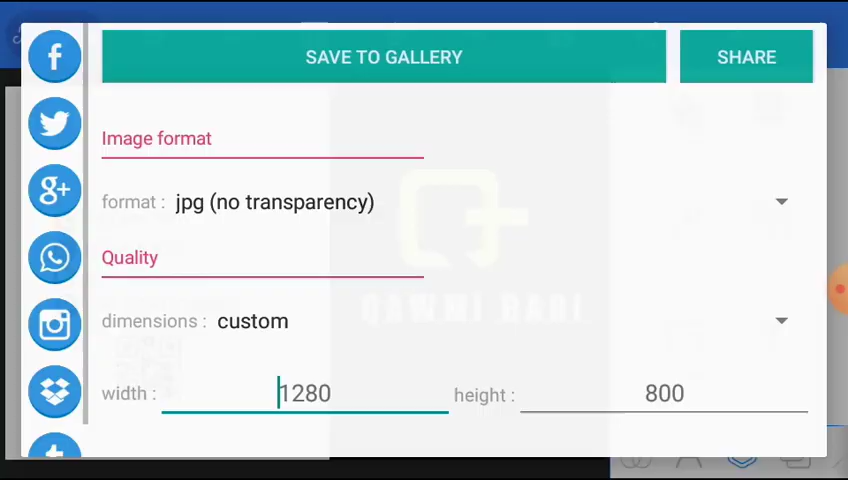 SAVE TO GALLERY
SHARE
Image format
format : jpg (no transparency)
Quality
dimensions : custom
width : 1280 height : 800